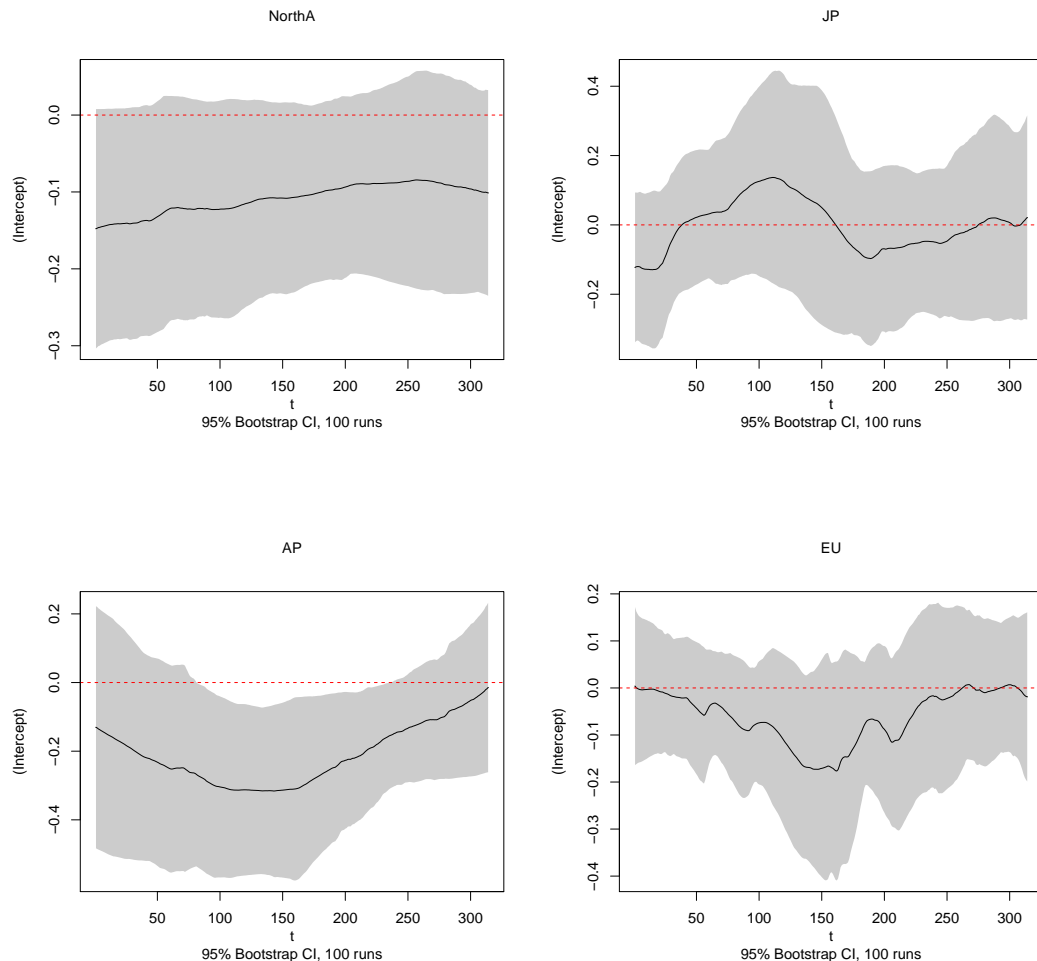 NorthA
(Intercept)
0.0
−0.1
−0.2
−0.3
50 100 150 200 250 300
t
95% Bootstrap CI, 100 runs
JP
(Intercept)
0.4
0.2
0.0
−0.2
50 100 150 200 250 300
t
95% Bootstrap CI, 100 runs
AP
(Intercept)
0.2
0.0
−0.2
−0.4
50 100 150 200 250 300
t
95% Bootstrap CI, 100 runs
EU
(Intercept)
0.2
0.1
0.0
−0.1
−0.2
−0.3
−0.4
50 100 150 200 250 300
t
95% Bootstrap CI, 100 runs